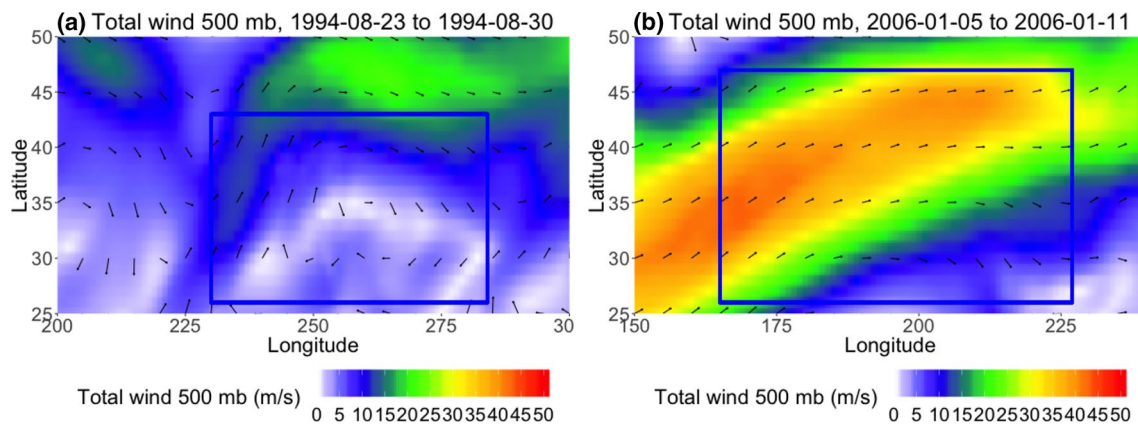 (a) Total wind 500 mb, 1994-08-23 to 1994-08-30
50
45
40
35
30
25
Latitude
200 225 250 275 30
Longitude
Total wind 500 mb (m/s)
0 5 10 15 20 25 30 35 40 45 50
(b) Total wind 500 mb, 2006-01-05 to 2006-01-11
50
45
40
35
30
25
Latitude
150 175 200 225
Longitude
Total wind 500 mb (m/s)
0 5 10 15 20 25 30 35 40 45 50